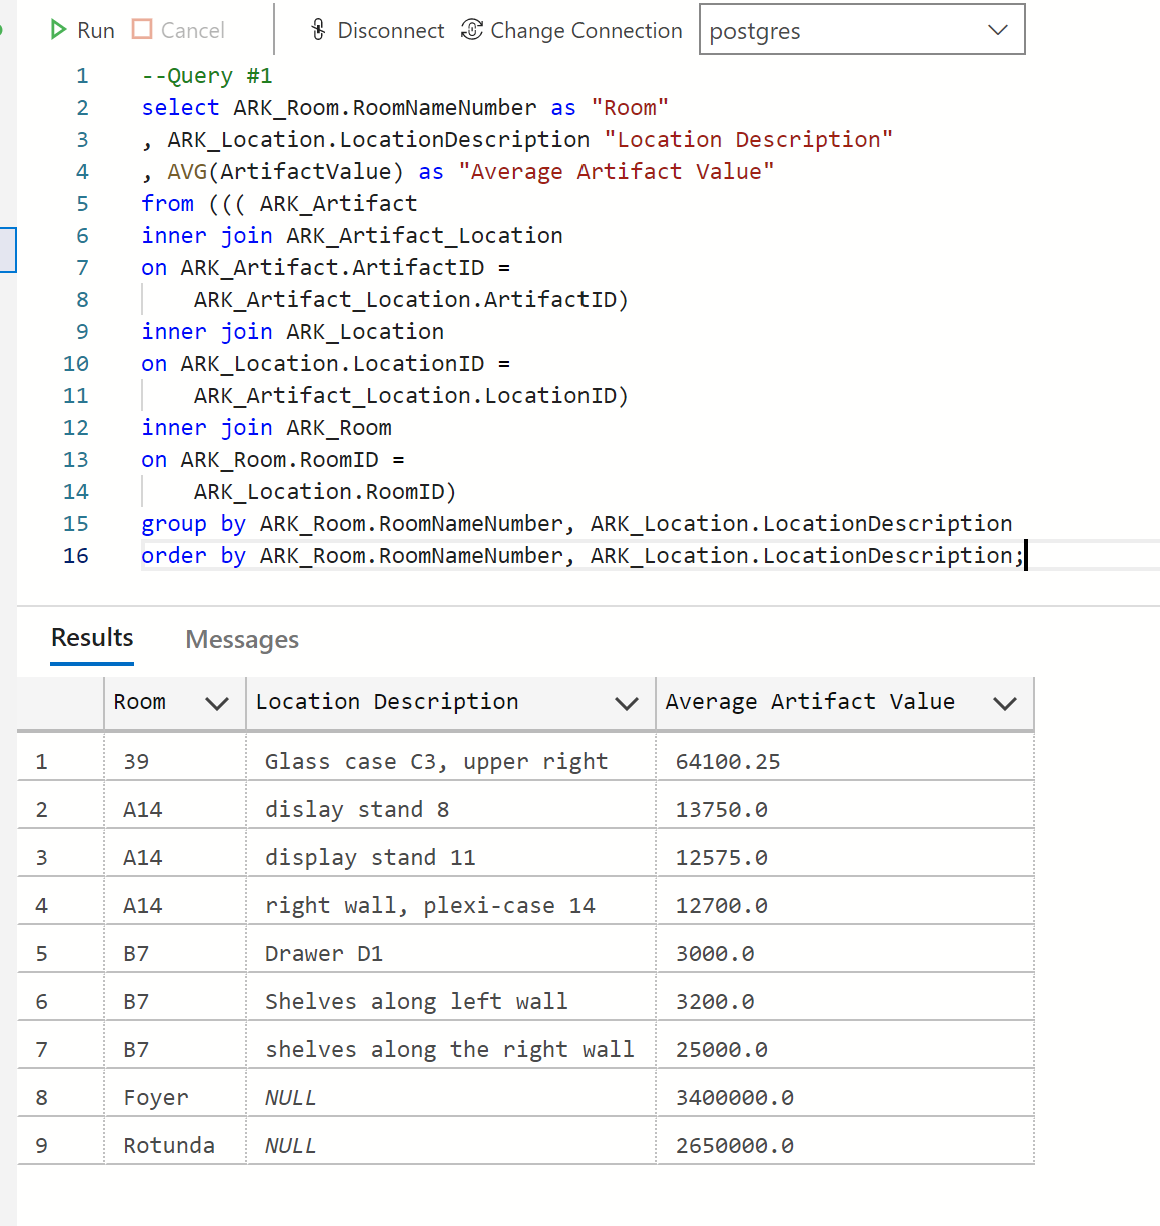 Run Cancel Disconnect Change Connection postgres
1 --Query #1
2 select ARK_Room.RoomNameNumber as "Room"
3 , ARK_Location.LocationDescription "Location Description"
4 , AVG(ArtifactValue) as "Average Artifact Value"
5 from ((( ARK_Artifact
6 inner join ARK_Artifact_Location
7 on ARK_Artifact.ArtifactID =
8 ARK_Artifact_Location.ArtifactID)
9 inner join ARK_Location
10 on ARK_Location.LocationID =
11 ARK_Artifact_Location.LocationID)
12 inner join ARK_Room
13 on ARK_Room.RoomID =
14 ARK_Location.RoomID)
15 group by ARK_Room.RoomNameNumber, ARK_Location.LocationDescription
16 order by ARK_Room.RoomNameNumber, ARK_Location.LocationDescription;
Results Messages
Room Location Description Average Artifact Value
1 39 Glass case C3, upper right 64100.25
2 A14 dislay stand 8 13750.0
3 A14 display stand 11 12575.0
4 A14 right wall, plexi-case 14 12700.0
5 B7 Drawer D1 3000.0
6 B7 Shelves along left wall 3200.0
7 B7 shelves along the right wall 25000.0
8 Foyer NULL 3400000.0
9 Rotunda NULL 2650000.0